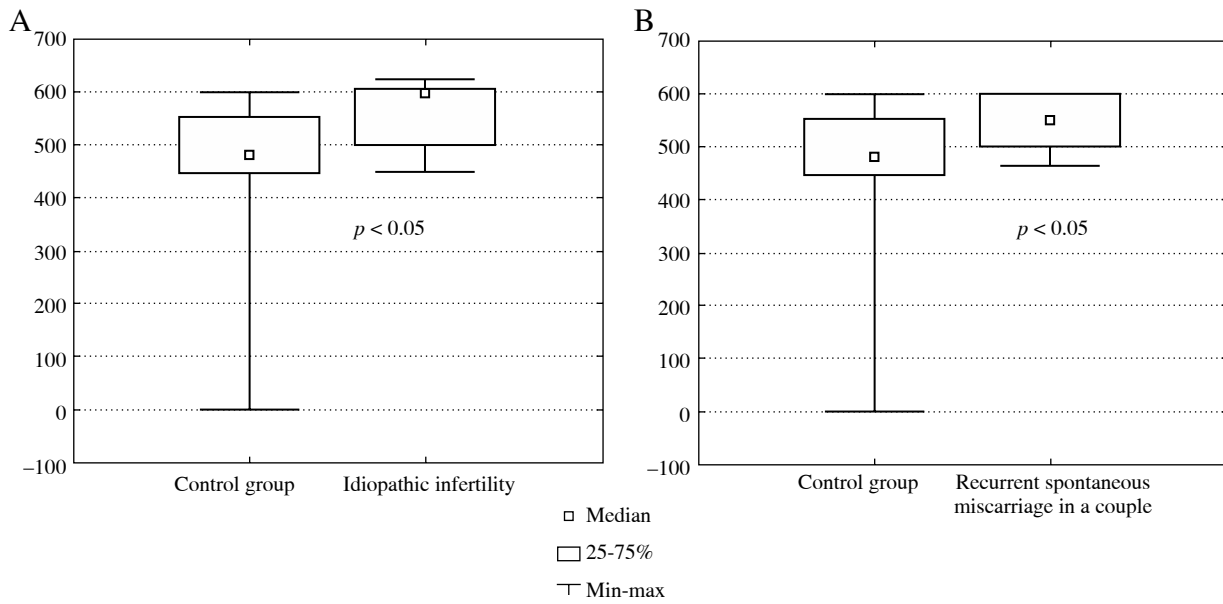 A
700
600
500
400
300
200
100
0
–100
p < 0.05
Control group
Idiopathic infertility
B
700
600
500
400
300
200
100
0
–100
p < 0.05
Control group
Recurrent spontaneous
miscarriage in a couple
Median
25-75%
Min-max